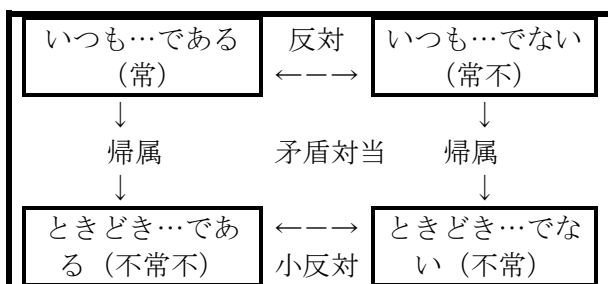 いつも…である 反対 いつも…でない
（常） ←−→ （常不）
↓ ↓
帰属 矛盾対当 帰属
↓ ↓
ときどき…であ ←−→ ときどき…でな
る（不常不） 小反対 い（不常）